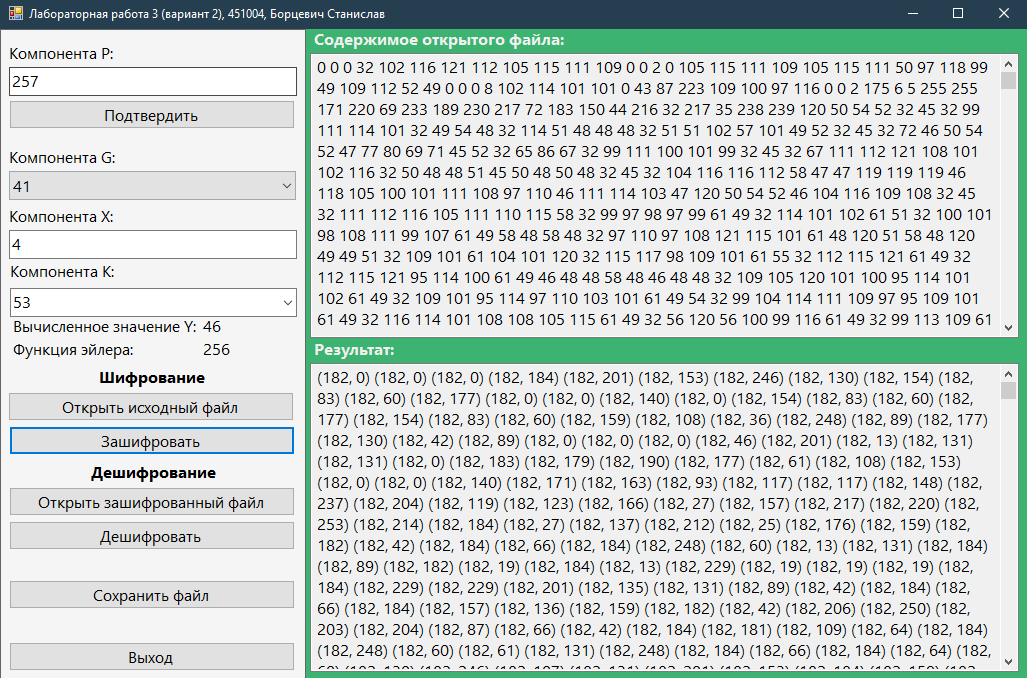 Лабораторная работа 3 (вариант 2), 451004, Борцевич Станислав
Компонента P:
257
Подтвердить
Компонента G:
41
Компонента X:
4
Компонента K:
53
Вычисленное значение Y: 46
Функция эйлера: 256
Шифрование
Открыть исходный файл
Зашифровать
Дешифрование
Открыть зашифрованный файл
Дешифровать
Сохранить файл
Выход
Содержимое открытого файла:
0 0 0 32 102 116 121 112 105 115 111 109 0 0 2 0 105 115 111 109 105 115 111 50 97 118 99
49 109 112 52 49 0 0 0 8 102 114 101 101 0 43 87 223 109 100 97 116 0 0 2 175 6 5 255 255
171 220 69 233 189 230 217 72 183 150 44 216 32 217 35 238 239 120 50 54 52 32 45 32 99
111 114 101 32 49 54 48 32 114 51 48 48 48 32 51 51 102 57 101 49 52 32 45 32 72 46 50 54
52 47 77 80 69 71 45 52 32 65 86 67 32 99 111 100 101 99 32 45 32 67 111 112 121 108 101
102 116 32 50 48 48 51 45 50 48 50 48 32 45 32 104 116 116 112 58 47 47 119 119 119 46
118 105 100 101 111 108 97 110 46 111 114 103 47 120 50 54 52 46 104 116 109 108 32 45
32 111 112 116 105 111 110 115 58 32 99 97 98 97 99 61 49 32 114 101 102 61 51 32 100 101
98 108 111 99 107 61 49 58 48 58 48 32 97 110 97 108 121 115 101 61 48 120 51 58 48 120
49 49 51 32 109 101 61 104 101 120 32 115 117 98 109 101 61 55 32 112 115 121 61 49 32
112 115 121 95 114 100 61 49 46 48 48 58 48 46 48 48 32 109 105 120 101 100 95 114 101
102 61 49 32 109 101 95 114 97 110 103 101 61 49 54 32 99 104 114 111 109 97 95 109 101
61 49 32 116 114 101 108 108 105 115 61 49 32 56 120 56 100 99 116 61 49 32 99 113 109 61
Результат:
(182, 0) (182, 0) (182, 0) (182, 184) (182, 201) (182, 153) (182, 246) (182, 130) (182, 154) (182,
83) (182, 60) (182, 177) (182, 0) (182, 0) (182, 140) (182, 0) (182, 154) (182, 83) (182, 60) (182,
177) (182, 154) (182, 83) (182, 60) (182, 159) (182, 108) (182, 36) (182, 248) (182, 89) (182, 177)
(182, 130) (182, 42) (182, 89) (182, 0) (182, 0) (182, 0) (182, 46) (182, 201) (182, 13) (182, 131)
(182, 131) (182, 0) (182, 183) (182, 179) (182, 190) (182, 177) (182, 61) (182, 108) (182, 153)
(182, 0) (182, 0) (182, 140) (182, 171) (182, 163) (182, 93) (182, 117) (182, 117) (182, 148) (182,
237) (182, 204) (182, 119) (182, 123) (182, 166) (182, 27) (182, 157) (182, 217) (182, 220) (182,
253) (182, 214) (182, 184) (182, 27) (182, 137) (182, 212) (182, 25) (182, 176) (182, 159) (182,
182) (182, 42) (182, 184) (182, 66) (182, 184) (182, 248) (182, 60) (182, 13) (182, 131) (182, 184)
(182, 89) (182, 182) (182, 19) (182, 184) (182, 13) (182, 229) (182, 19) (182, 19) (182, 19) (182,
184) (182, 229) (182, 229) (182, 201) (182, 135) (182, 131) (182, 89) (182, 42) (182, 184) (182,
66) (182, 184) (182, 157) (182, 136) (182, 159) (182, 182) (182, 42) (182, 206) (182, 250) (182,
203) (182, 204) (182, 87) (182, 66) (182, 42) (182, 184) (182, 181) (182, 109) (182, 64) (182, 184)
(182, 248) (182, 60) (182, 61) (182, 131) (182, 248) (182, 184) (182, 66) (182, 184) (182, 64) (182,